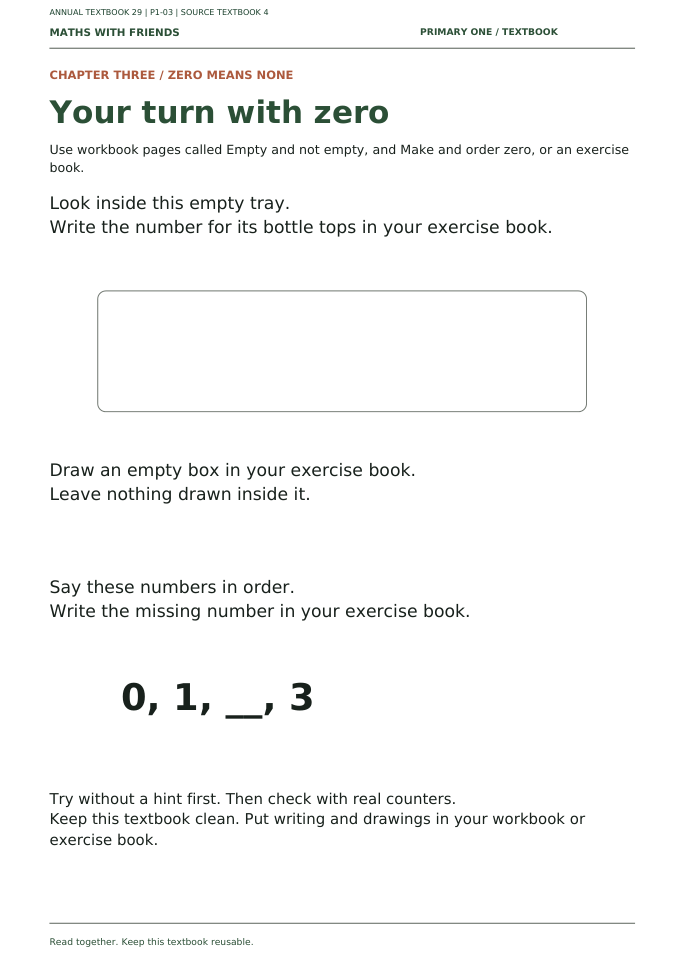 ANNUAL TEXTBOOK 29 | P1-03 | SOURCE TEXTBOOK 4
MATHS WITH FRIENDS
PRIMARY ONE / TEXTBOOK
CHAPTER THREE / ZERO MEANS NONE
Your turn with zero
Use workbook pages called Empty and not empty, and Make and order zero, or an exercise
book.
Look inside this empty tray.
Write the number for its bottle tops in your exercise book.
Draw an empty box in your exercise book.
Leave nothing drawn inside it.
Say these numbers in order.
Write the missing number in your exercise book.
0, 1, __, 3
Try without a hint first. Then check with real counters.
Keep this textbook clean. Put writing and drawings in your workbook or
exercise book.
Read together. Keep this textbook reusable.